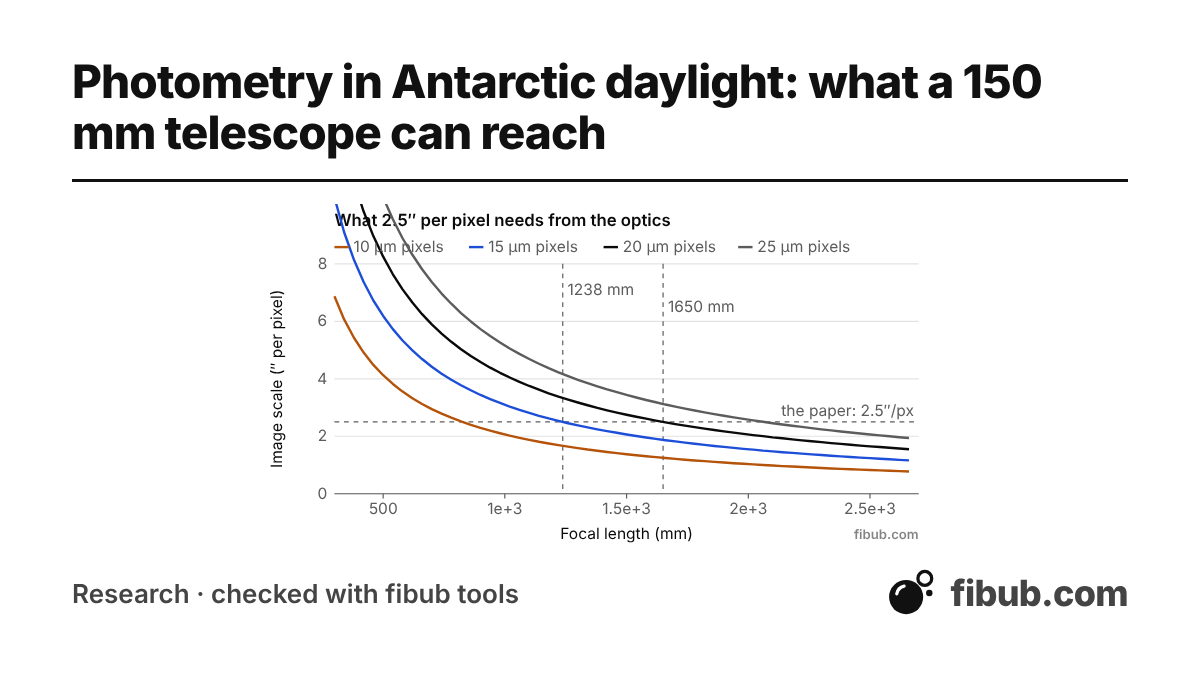 Photometry in Antarctic daylight: what a 150
mm telescope can reach
What 2.5″ per pixel needs from the optics
10 µm pixels 15 µm pixels 20 µm pixels 25 µm pixels
8
6
4
2
0
Image scale (″ per pixel)
1238 mm
1650 mm
the paper: 2.5″/px
500 1e+3 1.5e+3 2e+3 2.5e+3
Focal length (mm)
fibub.com
Research · checked with fibub tools
fibub.com